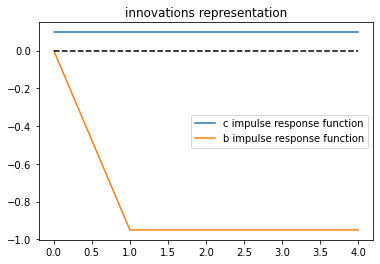 innovations representation
0.0
−0.2
−0.4
−0.6
−0.8
−1.0
c impulse response function
b impulse response function
0.0 0.5 1.0 1.5 2.0 2.5 3.0 3.5 4.0